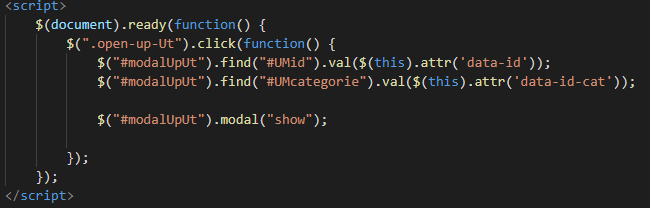 <script>
$(document).ready(function() {
$(".open-up-Ut").click(function() {
$("#modalUpUt").find("#UMid").val($(this).attr('data-id'));
$("#modalUpUt").find("#UMcategorie").val($(this).attr('data-id-cat'));
$("#modalUpUt").modal("show");
});
});
</script>